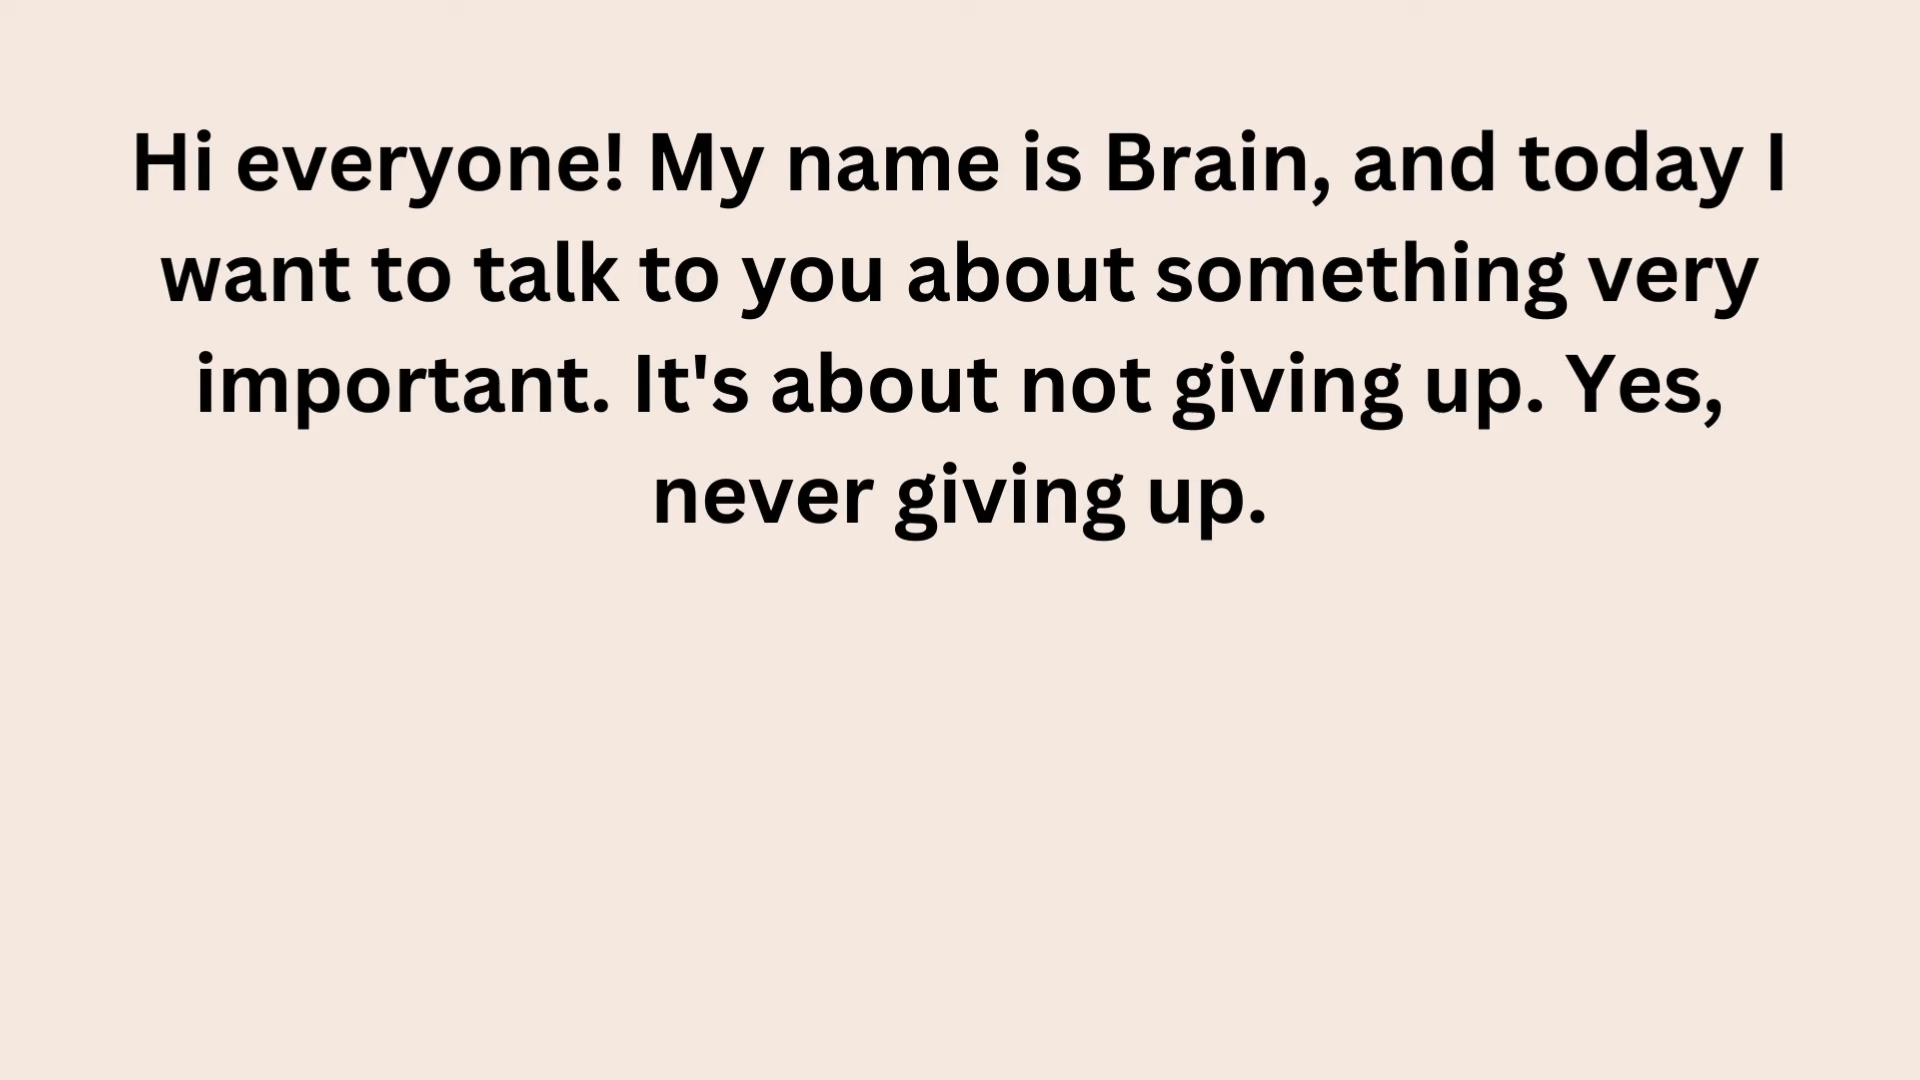 Hi everyone! My name is Brain, and today I
want to talk to you about something very
important. It's about not giving up. Yes,
never giving up.